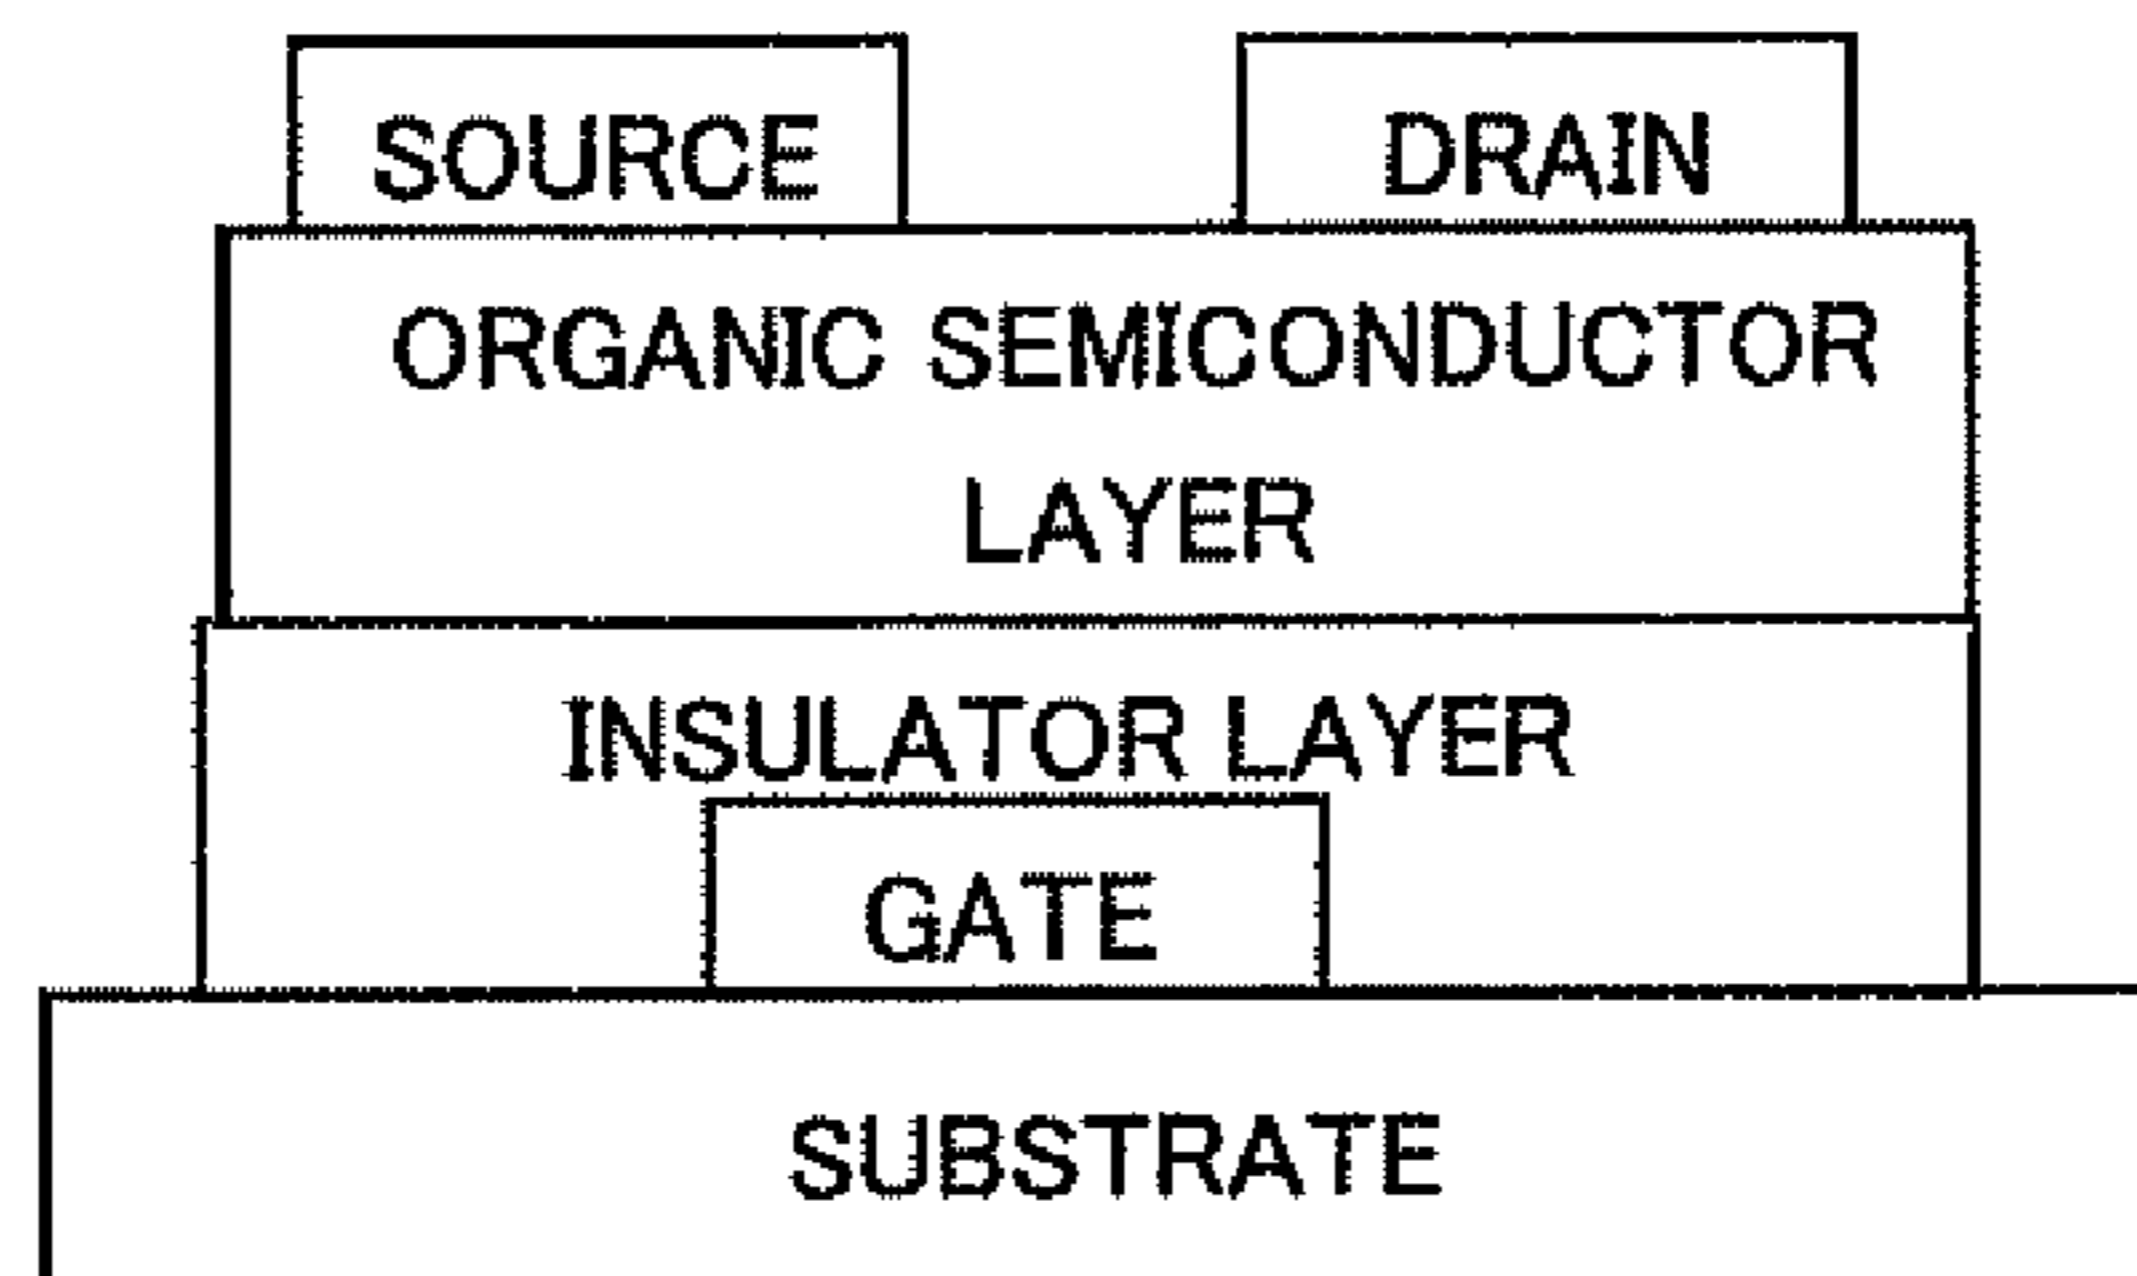 SOURCE
DRAIN
ORGANIC SEMICONDUCTOR
LAYER
INSULATOR LAYER
GATE
SUBSTRATE